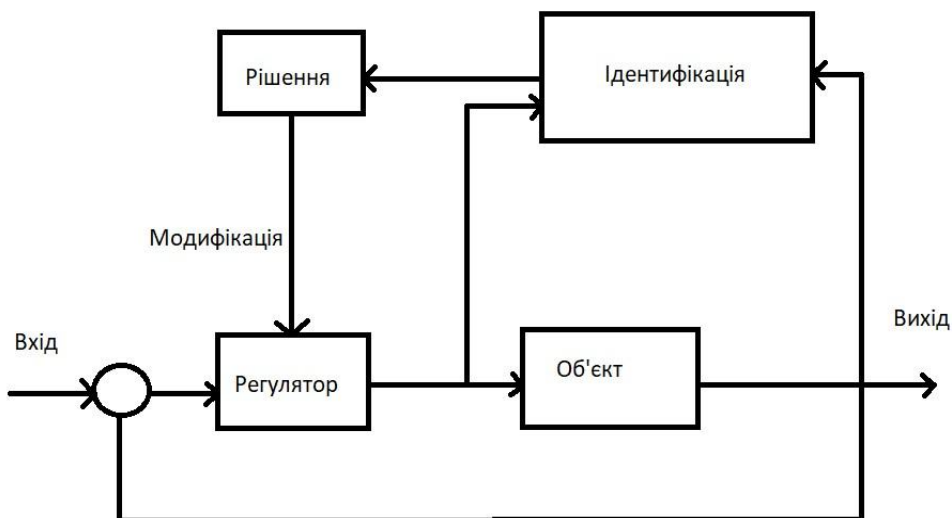 Рішення
Ідентифікація
Модифікація
Вхід
Регулятор
Об'єкт
Вихід